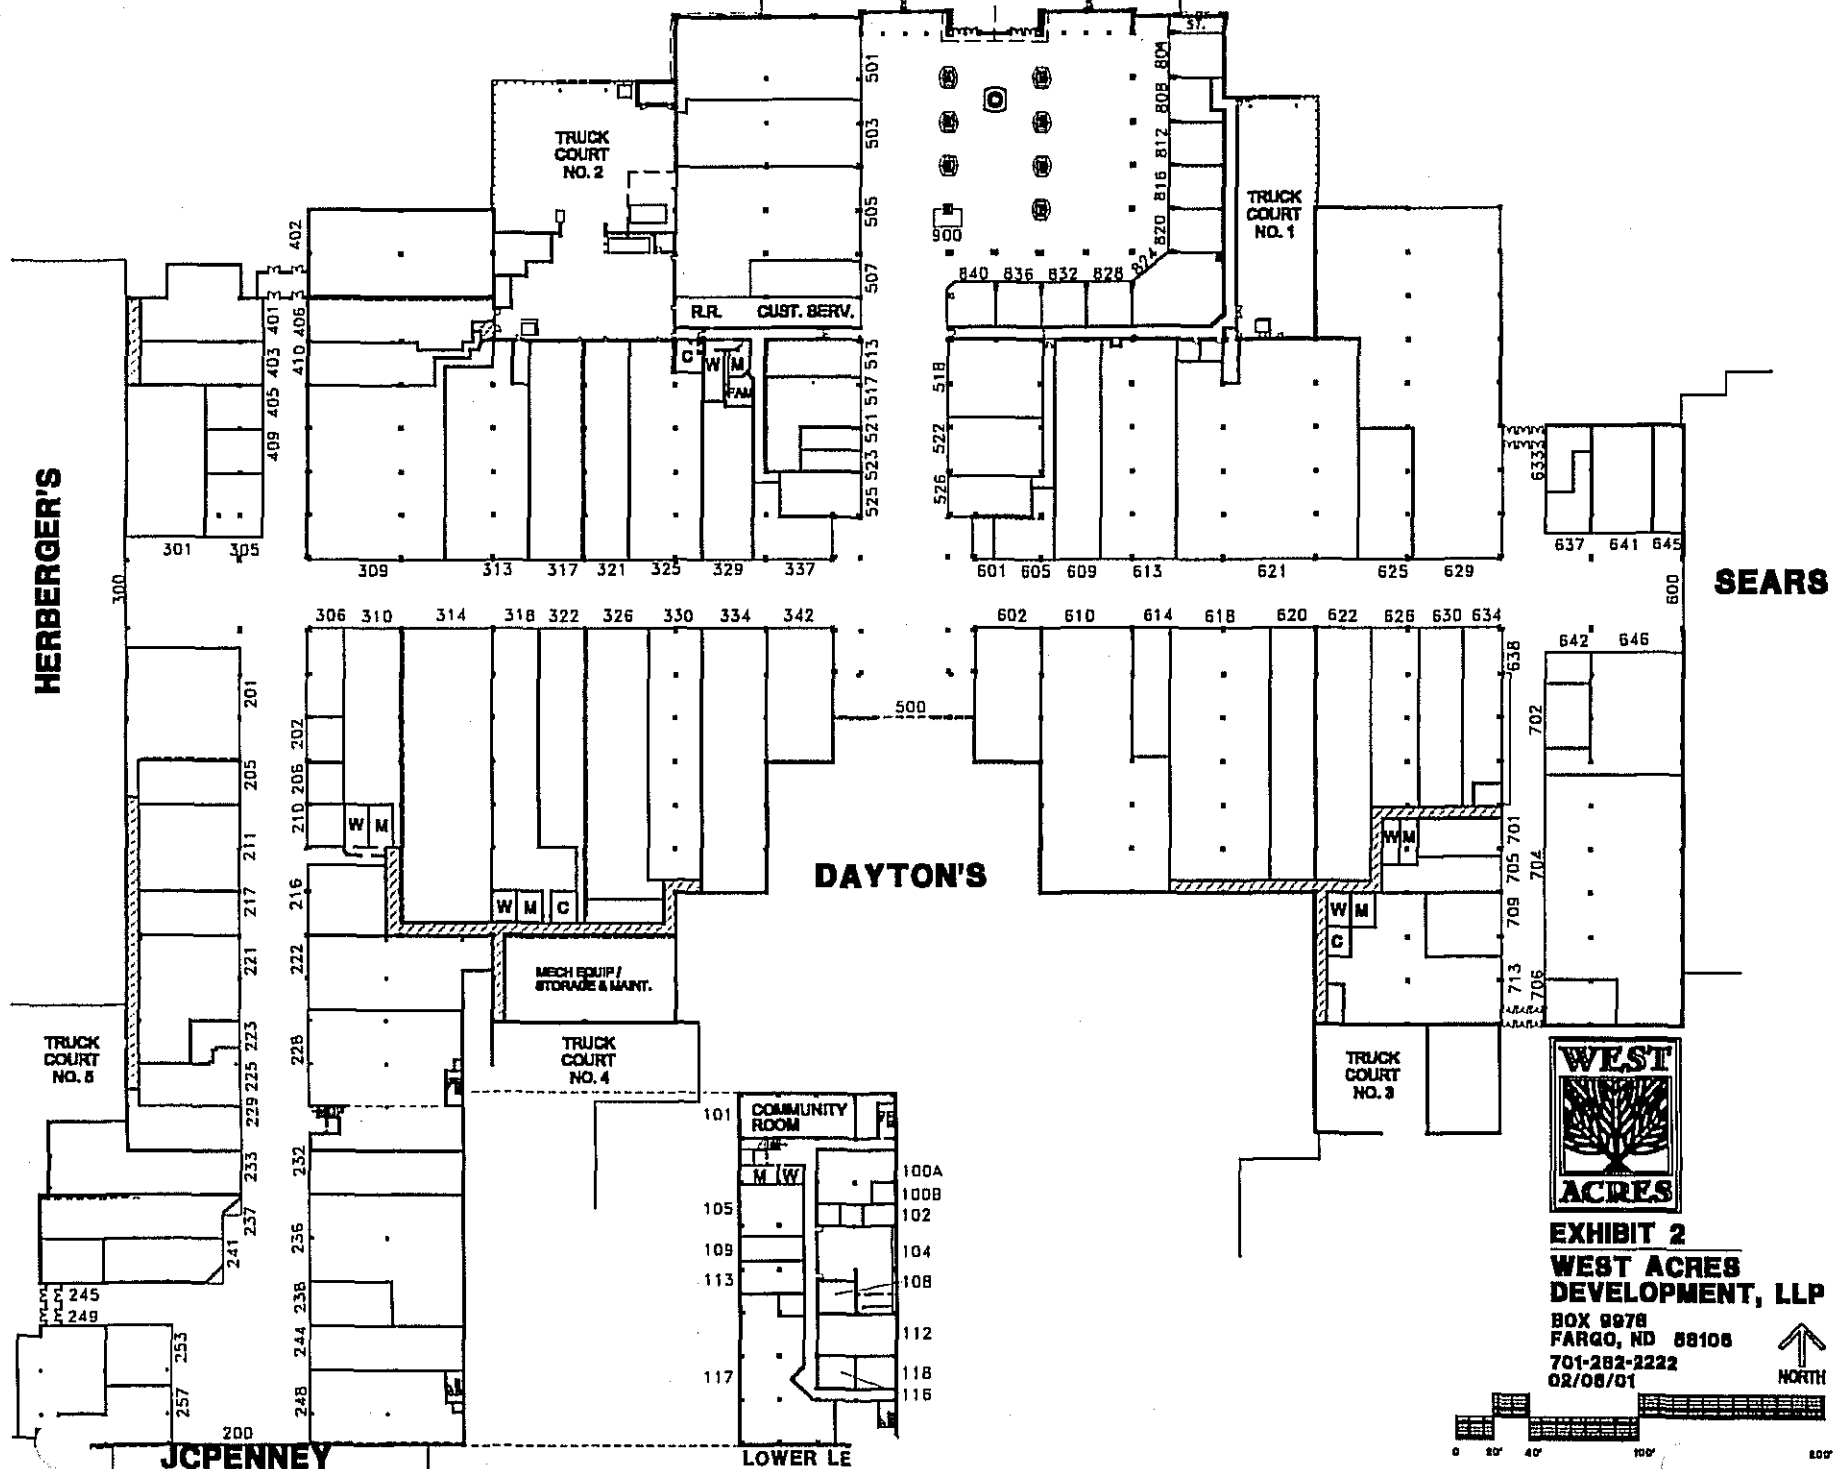 ST.
501
804
808
TRUCK
COURT
NO. 2
503
812
816
TRUCK
COURT
NO. 1
505
820
900
402
507
824
840 836 832 828
R.R. CUST. SERV.
401
406
403
410
405
409
C
W
M
FAM
513
517
521
523
525
518
522
526
633
HERBERGER'S
301 305
309 313 317 321 325 329 337
601 605 609 613 621 625 629
637 641 645
300
600
SEARS
306 310 314 318 322 326 330 334 342
602 610 614 618 620 622 626 630 634
638
642 646
201
202
500
702
205
206
210
W M
211
DAYTON'S
W M
701
705
704
216
217
W M C
W M
C
709
221
222
MECH EQUIP /
STORAGE & MAINT.
713
706
TRUCK
COURT
NO. 5
223
225
228
TRUCK
COURT
NO. 4
TRUCK
COURT
NO. 3
WEST
ACRES
229
101
COMMUNITY
ROOM
233
232
M W
100A
100B
102
105
237
236
241
109
104
113
108
245
249
238
253
244
112
257
248
117
118
116
200
JCPENNEY
LOWER LE
EXHIBIT 2
WEST ACRES
DEVELOPMENT, LLP
BOX 9978
FARGO, ND 58106
701-282-2222
02/08/01
NORTH
0 20' 40' 100' 200'